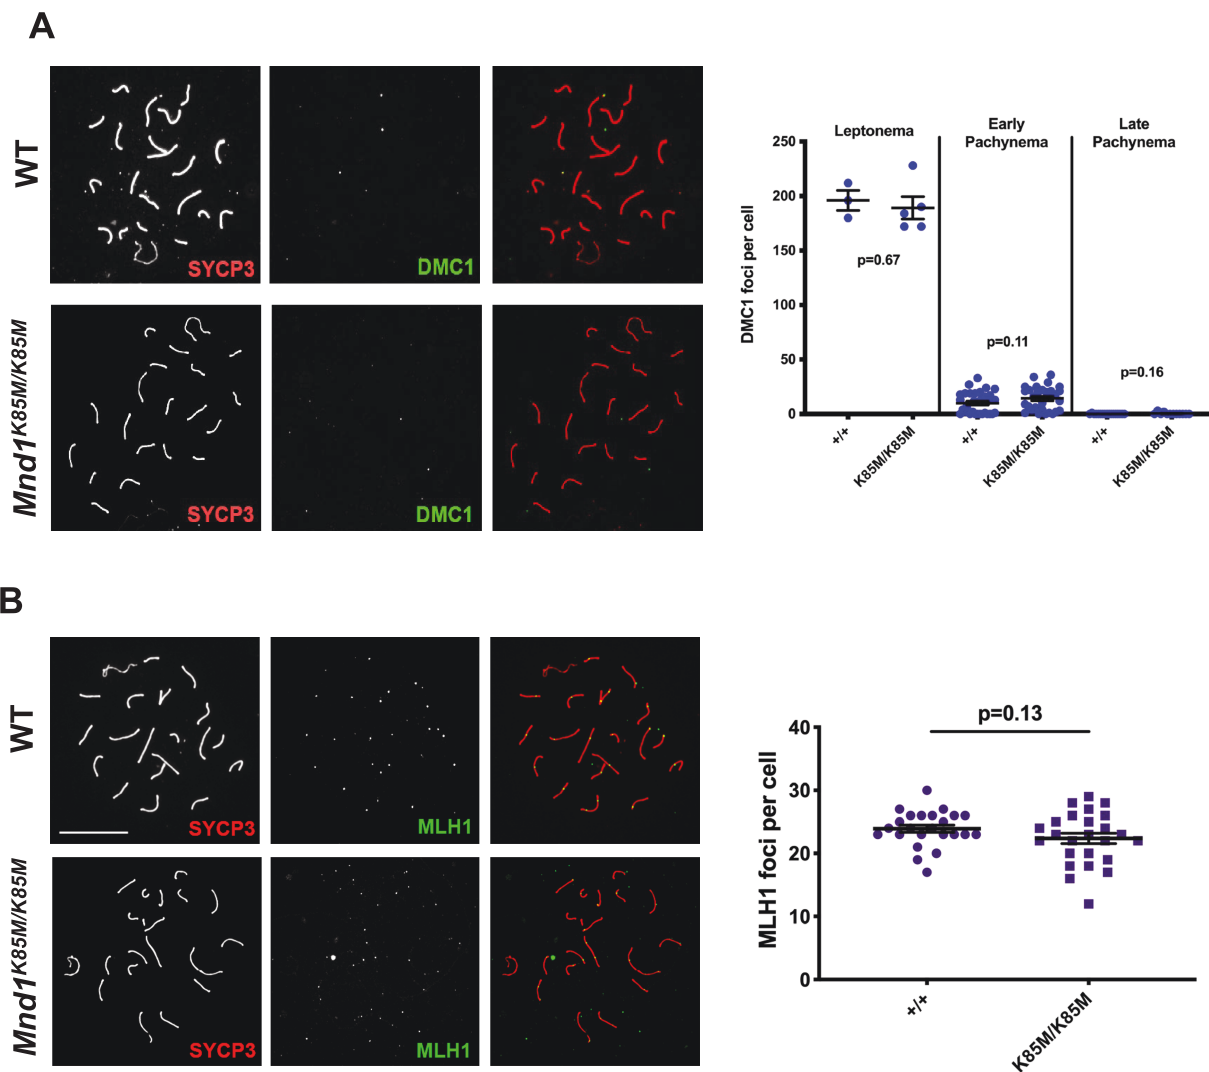 A
WT
SYCP3
DMC1
Mnd1K85M/K85M
SYCP3
DMC1
DMC1 foci per cell
250
200
150
100
50
0
Leptonema
Early
Pachynema
Late
Pachynema
p=0.67
p=0.11
p=0.16
+/+
K85M/K85M
+/+
K85M/K85M
+/+
K85M/K85M
B
WT
SYCP3
MLH1
Mnd1K85M/K85M
SYCP3
MLH1
MLH1 foci per cell
40
30
20
10
0
p=0.13
+/+
K85M/K85M